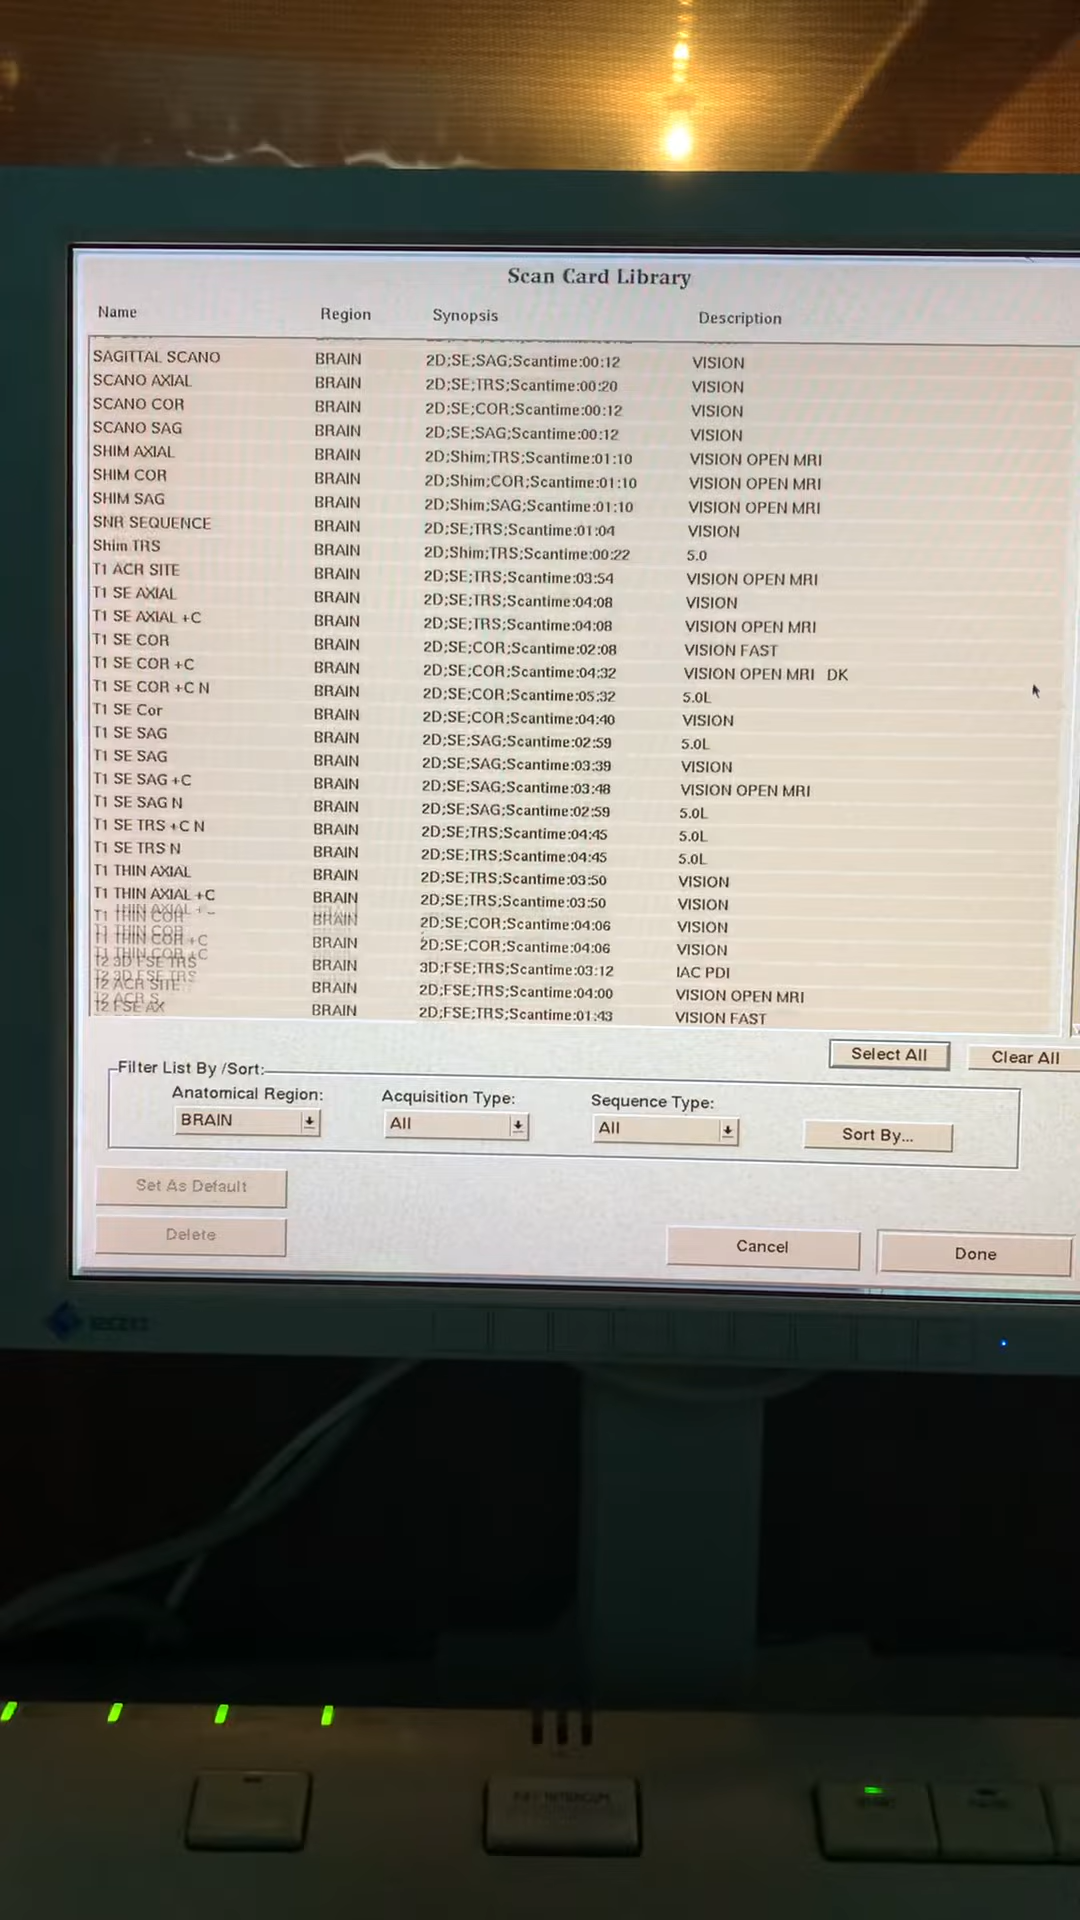 Scan Card Library
Name Region Synopsis Description
SAGITTAL SCANO BRAIN 2D;SE;SAG;Scantime:00:12 VISION
SCANO AXIAL BRAIN 2D;SE;TRS;Scantime:00:20 VISION
SCANO COR BRAIN 2D;SE;COR;Scantime:00:12 VISION
SCANO SAG BRAIN 2D;SE;SAG;Scantime:00:12 VISION
SHIM AXIAL BRAIN 2D;Shim;TRS;Scantime:01:10 VISION OPEN MRI
SHIM COR BRAIN 2D;Shim;COR;Scantime:01:10 VISION OPEN MRI
SHIM SAG BRAIN 2D;Shim;SAG;Scantime:01:10 VISION OPEN MRI
SNR SEQUENCE BRAIN 2D;SE;TRS;Scantime:01:04 VISION
Shim TRS BRAIN 2D;Shim;TRS;Scantime:00:22 5.0
T1 ACR SITE BRAIN 2D;SE;TRS;Scantime:03:54 VISION OPEN MRI
T1 SE AXIAL BRAIN 2D;SE;TRS;Scantime:04:08 VISION
T1 SE AXIAL +C BRAIN 2D;SE;TRS;Scantime:04:08 VISION OPEN MRI
T1 SE COR BRAIN 2D;SE;COR;Scantime:02:08 VISION FAST
T1 SE COR +C BRAIN 2D;SE;COR;Scantime:04:32 VISION OPEN MRI DK
T1 SE COR +C N BRAIN 2D;SE;COR;Scantime:05:32 5.0L
T1 SE Cor BRAIN 2D;SE;COR;Scantime:04:40 VISION
T1 SE SAG BRAIN 2D;SE;SAG;Scantime:02:59 5.0L
T1 SE SAG BRAIN 2D;SE;SAG;Scantime:03:39 VISION
T1 SE SAG +C BRAIN 2D;SE;SAG;Scantime:03:48 VISION OPEN MRI
T1 SE SAG N BRAIN 2D;SE;SAG;Scantime:02:59 5.0L
T1 SE TRS +C N BRAIN 2D;SE;TRS;Scantime:04:45 5.0L
T1 SE TRS N BRAIN 2D;SE;TRS;Scantime:04:45 5.0L
T1 THIN AXIAL BRAIN 2D;SE;TRS;Scantime:03:50 VISION
T1 THIN AXIAL +C BRAIN 2D;SE;TRS;Scantime:03:50 VISION
T1 THIN COR BRAIN 2D;SE;COR;Scantime:04:06 VISION
T1 THIN COR +C BRAIN 2D;SE;COR;Scantime:04:06 VISION
T2 3D FSE TRS BRAIN 3D;FSE;TRS;Scantime:03:12 IAC PDI
T2 ACR SITE BRAIN 2D;FSE;TRS;Scantime:04:00 VISION OPEN MRI
T2 FSE AX BRAIN 2D;FSE;TRS;Scantime:01:43 VISION FAST
Select All Clear All
Filter List By /Sort:
Anatomical Region: Acquisition Type: Sequence Type:
BRAIN All All Sort By...
Set As Default
Delete Cancel Done